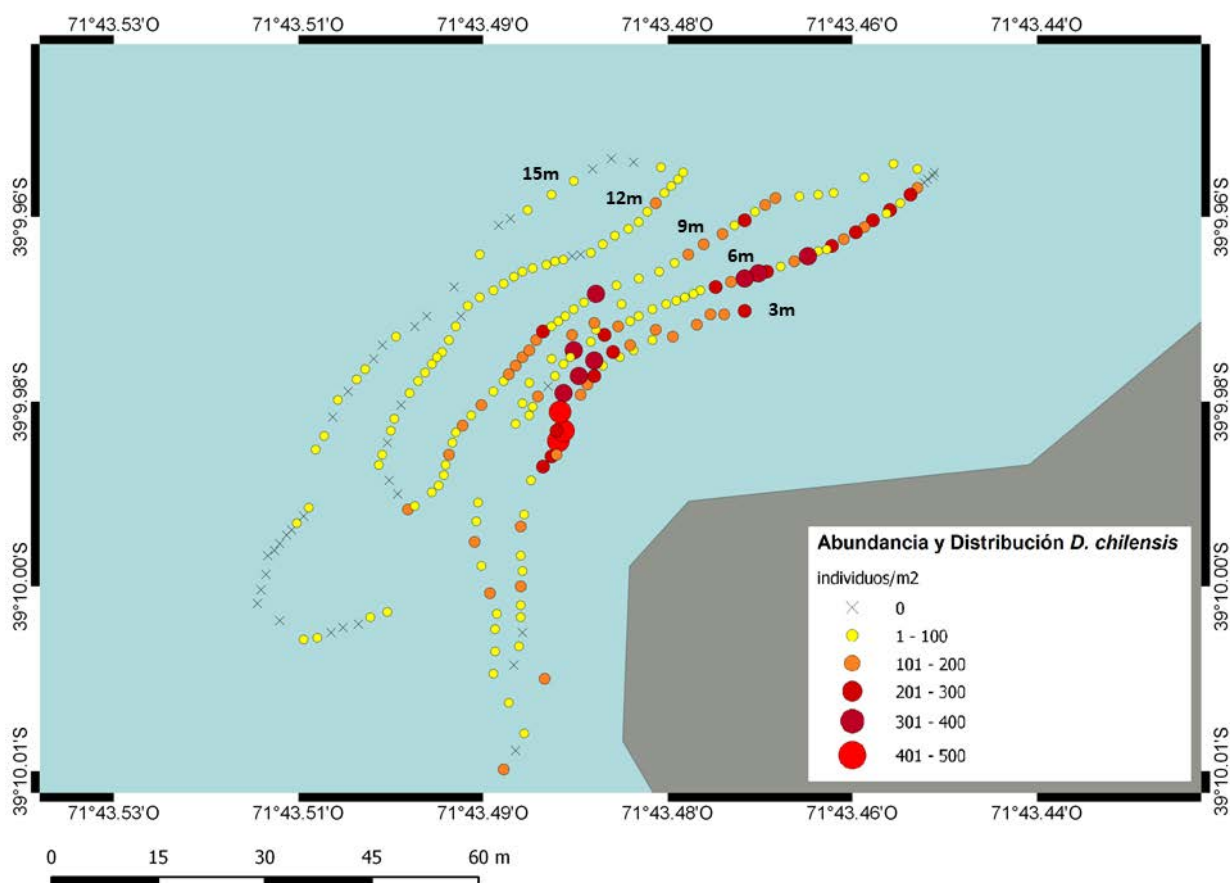 71°43.53'O 71°43.51'O 71°43.49'O 71°43.48'O 71°43.46'O 71°43.44'O
39°9.96'S 39°9.96'S
39°9.98'S 39°9.98'S
39°10.00'S 39°10.00'S
39°10.01'S 39°10.01'S
15m
12m
9m
6m
3m
Abundancia y Distribución D. chilensis
individuos/m2
0
1 - 100
101 - 200
201 - 300
301 - 400
401 - 500
71°43.53'O 71°43.51'O 71°43.49'O 71°43.48'O 71°43.46'O 71°43.44'O
0 15 30 45 60 m